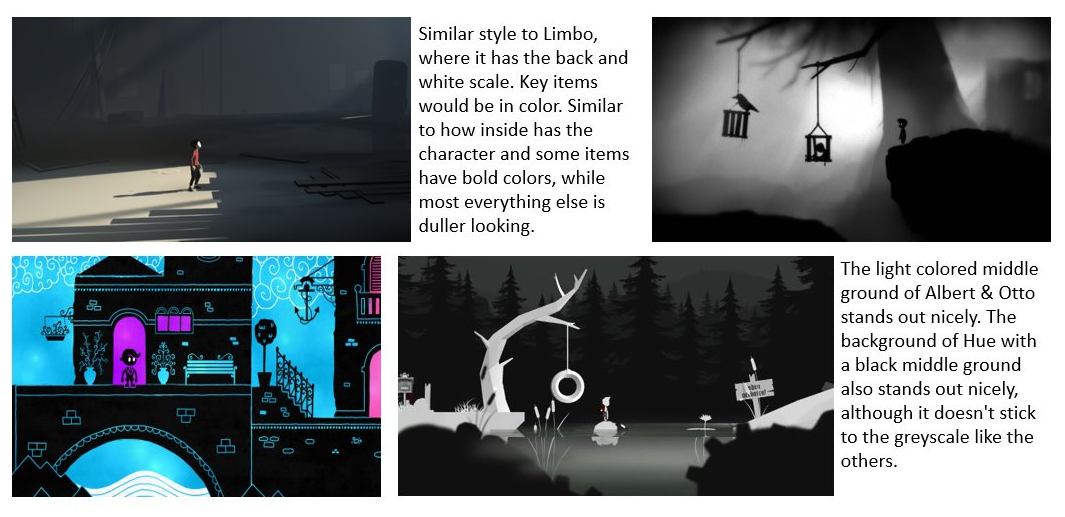 Similar style to Limbo,
where it has the back and
white scale. Key items
would be in color. Similar
to how inside has the
character and some items
have bold colors, while
most everything else is
duller looking.
The light colored middle
ground of Albert & Otto
stands out nicely. The
background of Hue with
a black middle ground
also stands out nicely,
although it doesn't stick
to the greyscale like the
others.